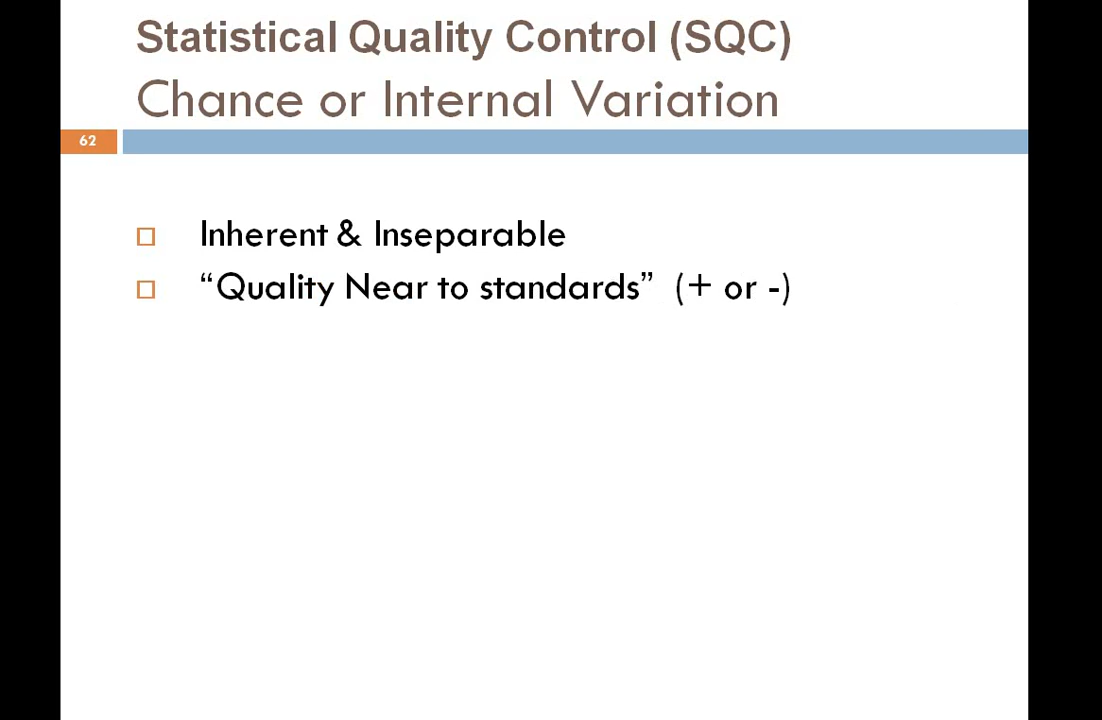 Statistical Quality Control (SQC)
Chance or Internal Variation
62
Inherent & Inseparable
“Quality Near to standards” (+ or -)